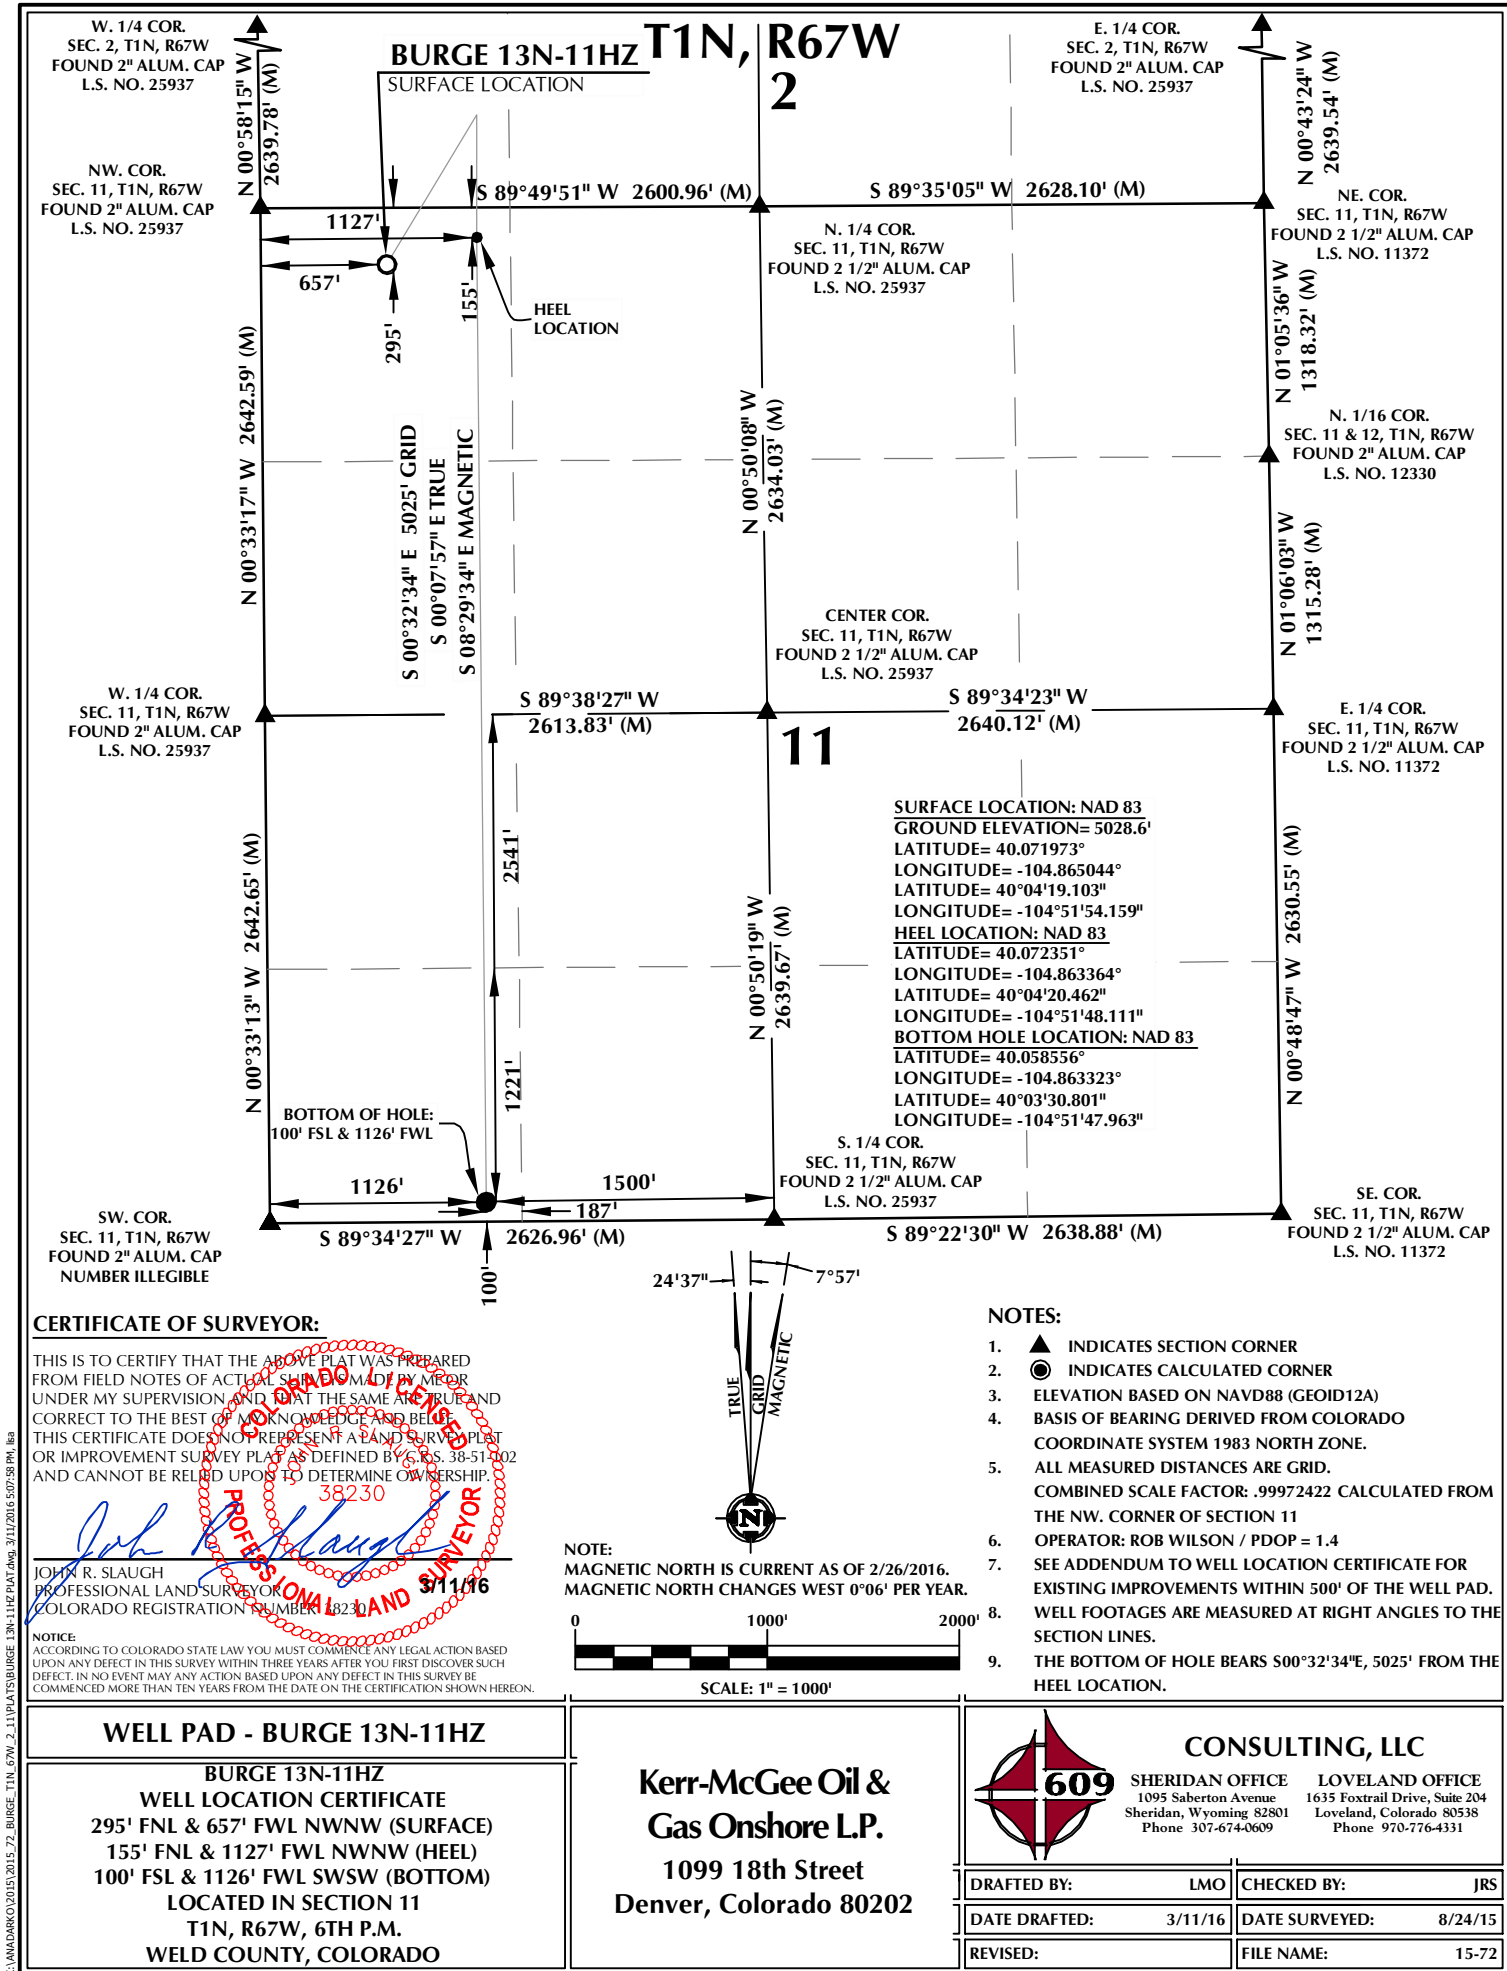 W. 1/4 COR.
SEC. 2, T1N, R67W
FOUND 2" ALUM. CAP
L.S. NO. 25937
N 00°58'15" W
2639.78' (M)
BURGE 13N-11HZ
SURFACE LOCATION
T1N, R67W
2
E. 1/4 COR.
SEC. 2, T1N, R67W
FOUND 2" ALUM. CAP
L.S. NO. 25937
N 00°43'24" W
2639.54' (M)
NW. COR.
SEC. 11, T1N, R67W
FOUND 2" ALUM. CAP
L.S. NO. 25937
S 89°49'51" W 2600.96' (M)
S 89°35'05" W 2628.10' (M)
NE. COR.
SEC. 11, T1N, R67W
FOUND 2 1/2" ALUM. CAP
L.S. NO. 11372
1127'
657'
295'
155'
HEEL
LOCATION
N. 1/4 COR.
SEC. 11, T1N, R67W
FOUND 2 1/2" ALUM. CAP
L.S. NO. 25937
N 01°05'36" W
1318.32' (M)
N 00°33'17" W 2642.59' (M)
S 00°32'34" E 5025' GRID
S 00°07'57" E TRUE
S 08°29'34" E MAGNETIC
N 00°50'08" W
2634.03' (M)
N. 1/16 COR.
SEC. 11 & 12, T1N, R67W
FOUND 2" ALUM. CAP
L.S. NO. 12330
N 01°06'03" W
1315.28' (M)
CENTER COR.
SEC. 11, T1N, R67W
FOUND 2 1/2" ALUM. CAP
L.S. NO. 25937
W. 1/4 COR.
SEC. 11, T1N, R67W
FOUND 2" ALUM. CAP
L.S. NO. 25937
S 89°38'27" W
2613.83' (M)
S 89°34'23" W
2640.12' (M)
E. 1/4 COR.
SEC. 11, T1N, R67W
FOUND 2 1/2" ALUM. CAP
L.S. NO. 11372
11
SURFACE LOCATION: NAD 83
GROUND ELEVATION= 5028.6'
LATITUDE= 40.071973°
LONGITUDE= -104.865044°
LATITUDE= 40°04'19.103"
LONGITUDE= -104°51'54.159"
HEEL LOCATION: NAD 83
LATITUDE= 40.072351°
LONGITUDE= -104.863364°
LATITUDE= 40°04'20.462"
LONGITUDE= -104°51'48.111"
BOTTOM HOLE LOCATION: NAD 83
LATITUDE= 40.058556°
LONGITUDE= -104.863323°
LATITUDE= 40°03'30.801"
LONGITUDE= -104°51'47.963"
N 00°33'13" W 2642.65' (M)
2541'
1221'
N 00°50'19" W
2639.67' (M)
N 00°48'47" W 2630.55' (M)
BOTTOM OF HOLE:
100' FSL & 1126' FWL
S. 1/4 COR.
SEC. 11, T1N, R67W
FOUND 2 1/2" ALUM. CAP
L.S. NO. 25937
1126'
1500'
187'
SW. COR.
SEC. 11, T1N, R67W
FOUND 2" ALUM. CAP
NUMBER ILLEGIBLE
S 89°34'27" W 2626.96' (M)
100'
S 89°22'30" W 2638.88' (M)
SE. COR.
SEC. 11, T1N, R67W
FOUND 2 1/2" ALUM. CAP
L.S. NO. 11372
24'37"
7°57'
TRUE
GRID
MAGNETIC
N
CERTIFICATE OF SURVEYOR:
THIS IS TO CERTIFY THAT THE ABOVE PLAT WAS PREPARED
FROM FIELD NOTES OF ACTUAL SURVEYS MADE BY ME OR
UNDER MY SUPERVISION AND THAT THE SAME ARE TRUE AND
CORRECT TO THE BEST OF MY KNOWLEDGE AND BELIEF.
THIS CERTIFICATE DOES NOT REPRESENT A LAND SURVEY PLAT
OR IMPROVEMENT SURVEY PLAT AS DEFINED BY C.R.S. 38-51-102
AND CANNOT BE RELIED UPON TO DETERMINE OWNERSHIP.
COLORADO LICENSED
JOHN R. SLAUGH
38230
PROFESSIONAL LAND SURVEYOR
John R Slaugh
3/11/16
JOHN R. SLAUGH
PROFESSIONAL LAND SURVEYOR
COLORADO REGISTRATION NUMBER 38230
NOTICE:
ACCORDING TO COLORADO STATE LAW YOU MUST COMMENCE ANY LEGAL ACTION BASED
UPON ANY DEFECT IN THIS SURVEY WITHIN THREE YEARS AFTER YOU FIRST DISCOVER SUCH
DEFECT. IN NO EVENT MAY ANY ACTION BASED UPON ANY DEFECT IN THIS SURVEY BE
COMMENCED MORE THAN TEN YEARS FROM THE DATE ON THE CERTIFICATION SHOWN HEREON.
NOTE:
MAGNETIC NORTH IS CURRENT AS OF 2/26/2016.
MAGNETIC NORTH CHANGES WEST 0°06' PER YEAR.
0 1000' 2000'
SCALE: 1" = 1000'
NOTES:
1. INDICATES SECTION CORNER
2. INDICATES CALCULATED CORNER
3. ELEVATION BASED ON NAVD88 (GEOID12A)
4. BASIS OF BEARING DERIVED FROM COLORADO
COORDINATE SYSTEM 1983 NORTH ZONE.
5. ALL MEASURED DISTANCES ARE GRID.
COMBINED SCALE FACTOR: .99972422 CALCULATED FROM
THE NW. CORNER OF SECTION 11
6. OPERATOR: ROB WILSON / PDOP = 1.4
7. SEE ADDENDUM TO WELL LOCATION CERTIFICATE FOR
EXISTING IMPROVEMENTS WITHIN 500' OF THE WELL PAD.
8. WELL FOOTAGES ARE MEASURED AT RIGHT ANGLES TO THE
SECTION LINES.
9. THE BOTTOM OF HOLE BEARS S00°32'34"E, 5025' FROM THE
HEEL LOCATION.
WELL PAD - BURGE 13N-11HZ
BURGE 13N-11HZ
WELL LOCATION CERTIFICATE
295' FNL & 657' FWL NWNW (SURFACE)
155' FNL & 1127' FWL NWNW (HEEL)
100' FSL & 1126' FWL SWSW (BOTTOM)
LOCATED IN SECTION 11
T1N, R67W, 6TH P.M.
WELD COUNTY, COLORADO
Kerr-McGee Oil &
Gas Onshore L.P.
1099 18th Street
Denver, Colorado 80202
609
CONSULTING, LLC
SHERIDAN OFFICE
1095 Saberton Avenue
Sheridan, Wyoming 82801
Phone 307-674-0609
LOVELAND OFFICE
1635 Foxtrail Drive, Suite 204
Loveland, Colorado 80538
Phone 970-776-4331
DRAFTED BY: LMO
CHECKED BY: JRS
DATE DRAFTED: 3/11/16
DATE SURVEYED: 8/24/15
REVISED:
FILE NAME: 15-72
:\ANADARKO\2015\2015_72_BURGE_T1N_67W_2_11\PLATS\BURGE 13N-11HZ PLAT.dwg, 3/11/2016 5:07:58 PM, lisa